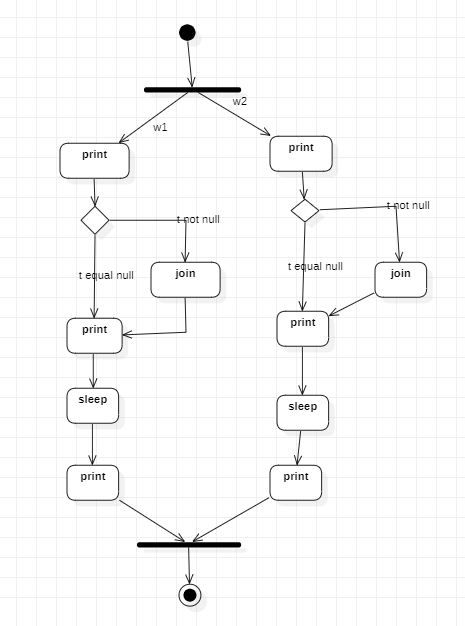 w2
w1
print
print
t not null
t not null
t equal null
t equal null
join
join
print
print
sleep
sleep
print
print